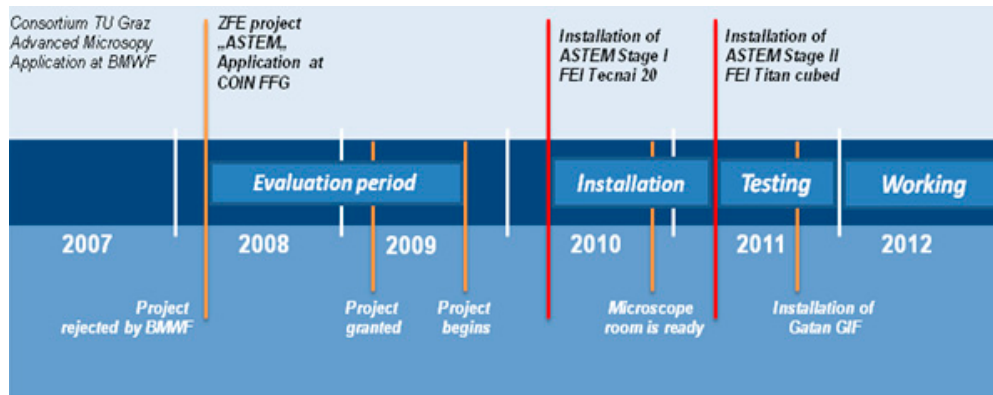 Consortium TU Graz
Advanced Microsopy
Application at BMWF
ZFE project
„ASTEM„
Application at
COIN FFG
Installation of
ASTEM Stage I
FEI Tecnai 20
Installation of
ASTEM Stage II
FEI Titan cubed
Evaluation period
Installation
Testing
Working
2007
2008
2009
2010
2011
2012
Project
rejected by BMWF
Project
granted
Project
begins
Microscope
room is ready
Installation of
Gatan GIF